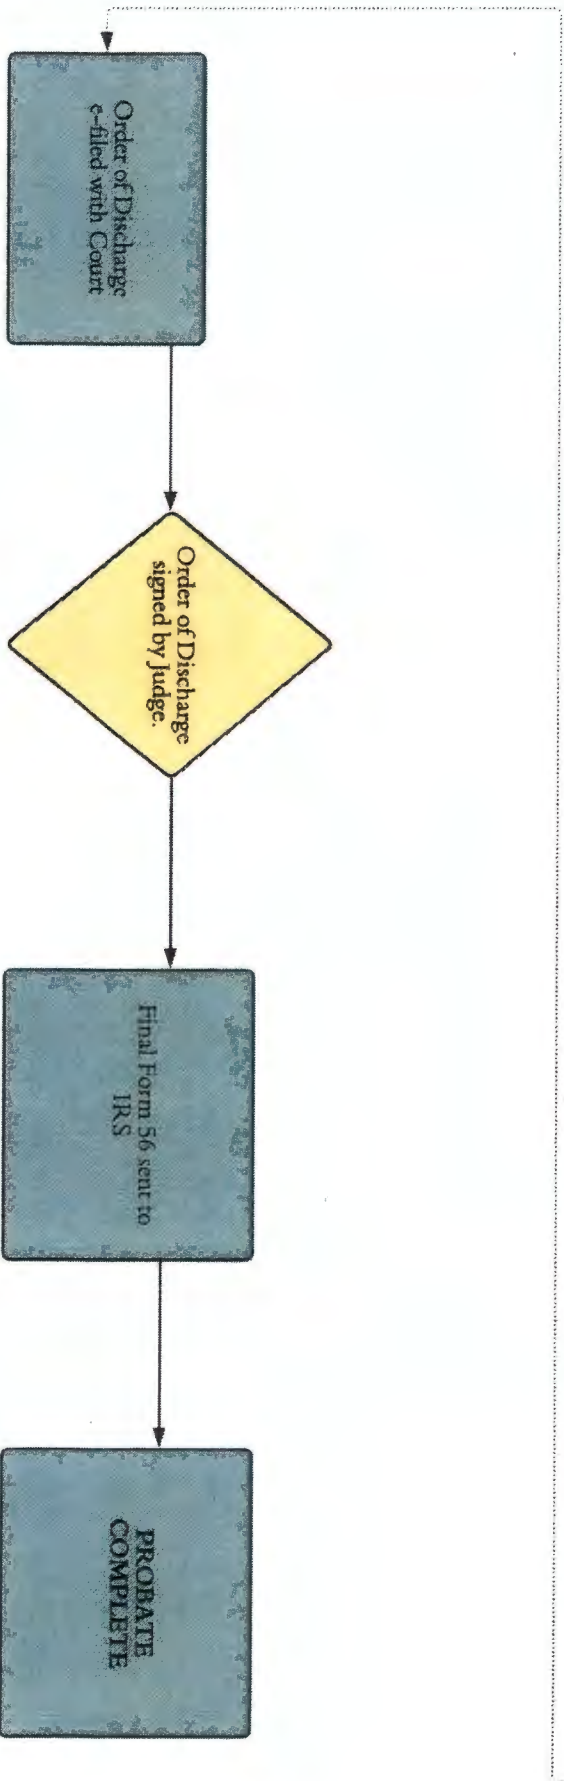 Order of Discharge
e-filed with Court
Order of Discharge
signed by Judge.
Final Form 56 sent to
IRS
PROBATE
COMPLETE